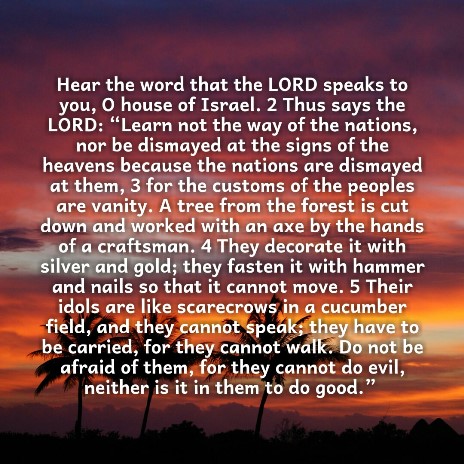 Hear the word that the LORD speaks to
you, O house of Israel. 2 Thus says the
LORD: “Learn not the way of the nations,
nor be dismayed at the signs of the
heavens because the nations are dismayed
at them, 3 for the customs of the peoples
are vanity. A tree from the forest is cut
down and worked with an axe by the hands
of a craftsman. 4 They decorate it with
silver and gold; they fasten it with hammer
and nails so that it cannot move. 5 Their
idols are like scarecrows in a cucumber
field, and they cannot speak; they have to
be carried, for they cannot walk. Do not be
afraid of them, for they cannot do evil,
neither is it in them to do good.”